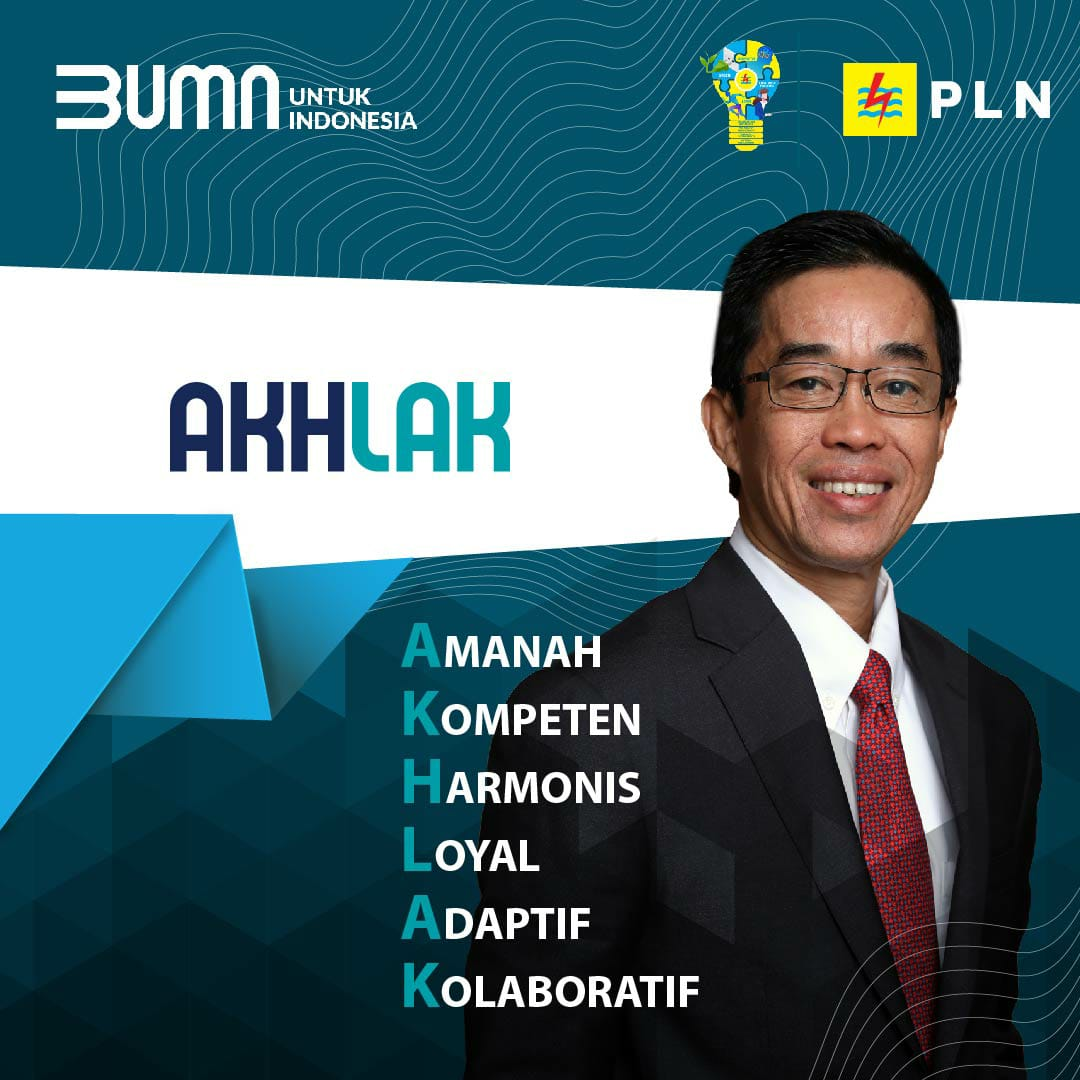 BUMN UNTUK
INDONESIA
PLN
AKHLAK
AMANAH
KOMPETEN
HARMONIS
LOYAL
ADAPTIF
KOLABORATIF